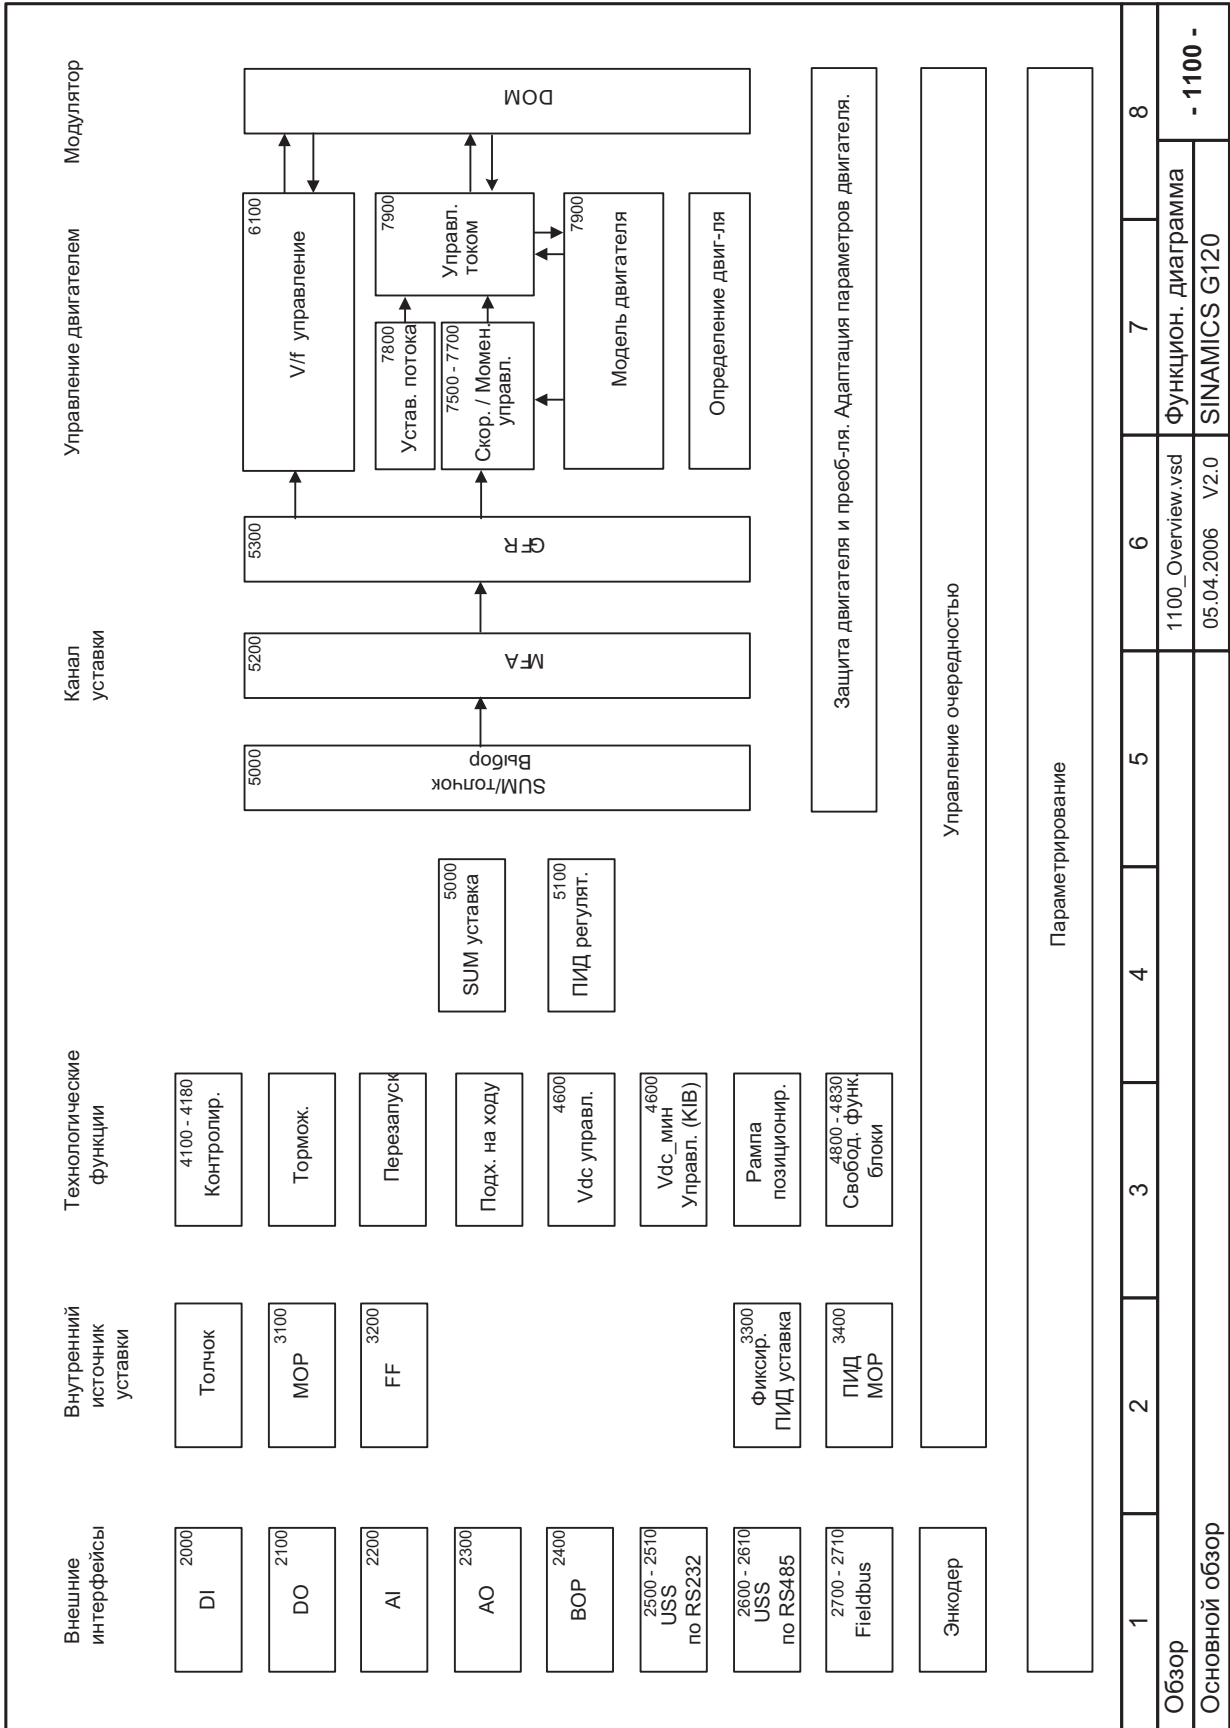 Внешние
интерфейсы
Внутренний
источник
уставки
Технологические
функции
Канал
уставки
Управление двигателем
Модулятор
2000
DI
2100
DO
2200
AI
2300
AO
2400
BOP
2500 - 2510
USS
по RS232
2600 - 2610
USS
по RS485
2700 - 2710
Fieldbus
Энкодер
Толчок
3100
MOP
3200
FF
3300
Фиксир.
ПИД уставка
3400
ПИД
MOP
4100 - 4180
Контролир.
Тормож.
Перезапуск
Подх. на ходу
4600
Vdc управл.
4600
Vdc_мин
Управл. (KIB)
Рампа
позиционир.
4800 - 4830
Свобод. функ.
блоки
5000
SUM уставка
5100
ПИД регулят.
5000
SUM/толчок
Выбор
5200
MFA
5300
GFR
6100
V/f управление
7800
Устав. потока
7500 - 7700
Скор. / Момен.
управл.
7900
Управл.
током
7900
Модель двигателя
Определение двиг-ля
DOM
Защита двигателя и преоб-ля. Адаптация параметров двигателя.
Управление очередностью
Параметрирование
1 2 3 4 5 6 7 8
Обзор
1100_Overview.vsd
Функцион. диаграмма
- 1100 -
Основной обзор
05.04.2006 V2.0
SINAMICS G120